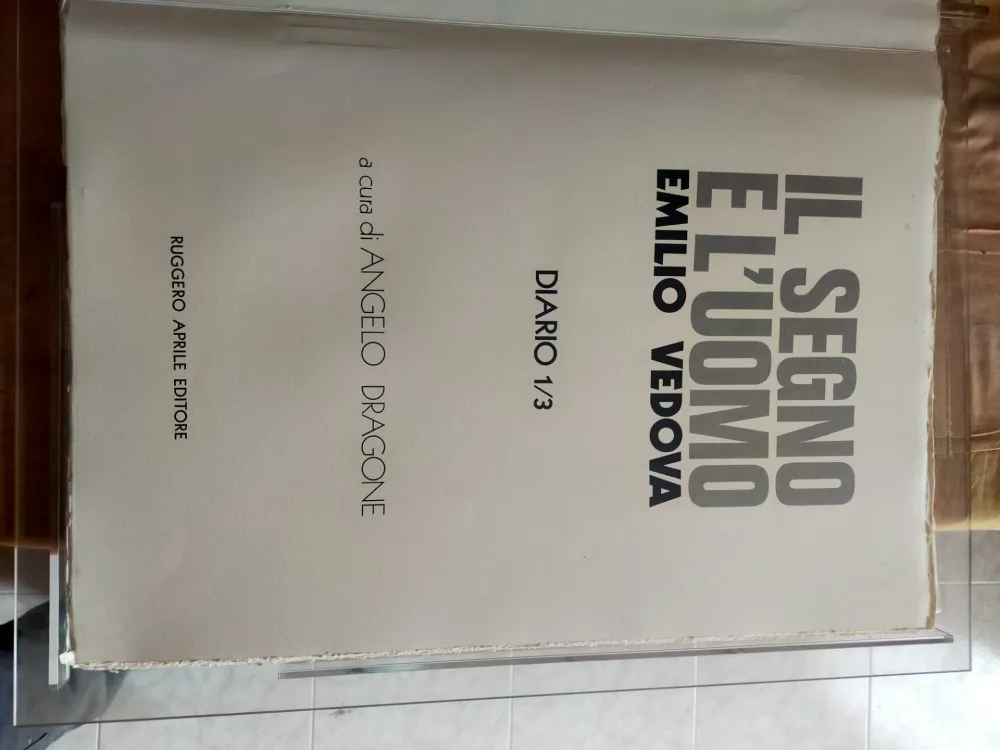 IL SEGNO
E L'UOMO
EMILIO VEDOVA
DIARIO 1/3
a cura di ANGELO DRAGONE
RUGGERO APRILE EDITORE